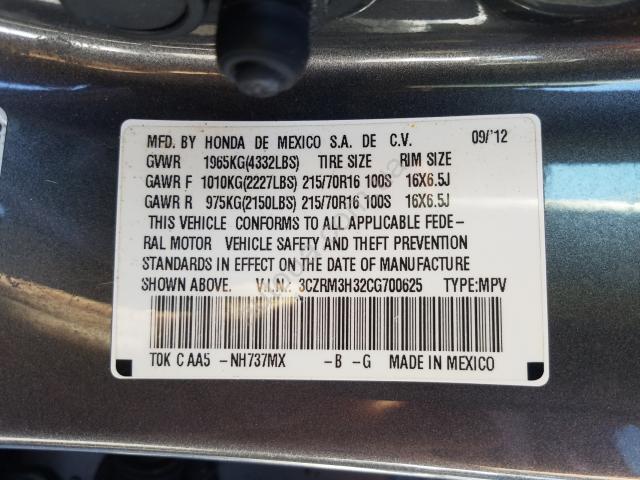 MFD. BY HONDA DE MEXICO S.A. DE C.V. 09/'12
GVWR 1965KG(4332LBS) TIRE SIZE RIM SIZE
GAWR F 1010KG(2227LBS) 215/70R16 100S 16X6.5J
GAWR R 975KG(2150LBS) 215/70R16 100S 16X6.5J
THIS VEHICLE CONFORMS TO ALL APPLICABLE FEDE-
RAL MOTOR VEHICLE SAFETY AND THEFT PREVENTION
STANDARDS IN EFFECT ON THE DATE OF MANUFACTURE
SHOWN ABOVE. V.I.N.: 3CZRM3H32CG700625 TYPE:MPV
T0K C AA5 -NH737MX -B -G MADE IN MEXICO